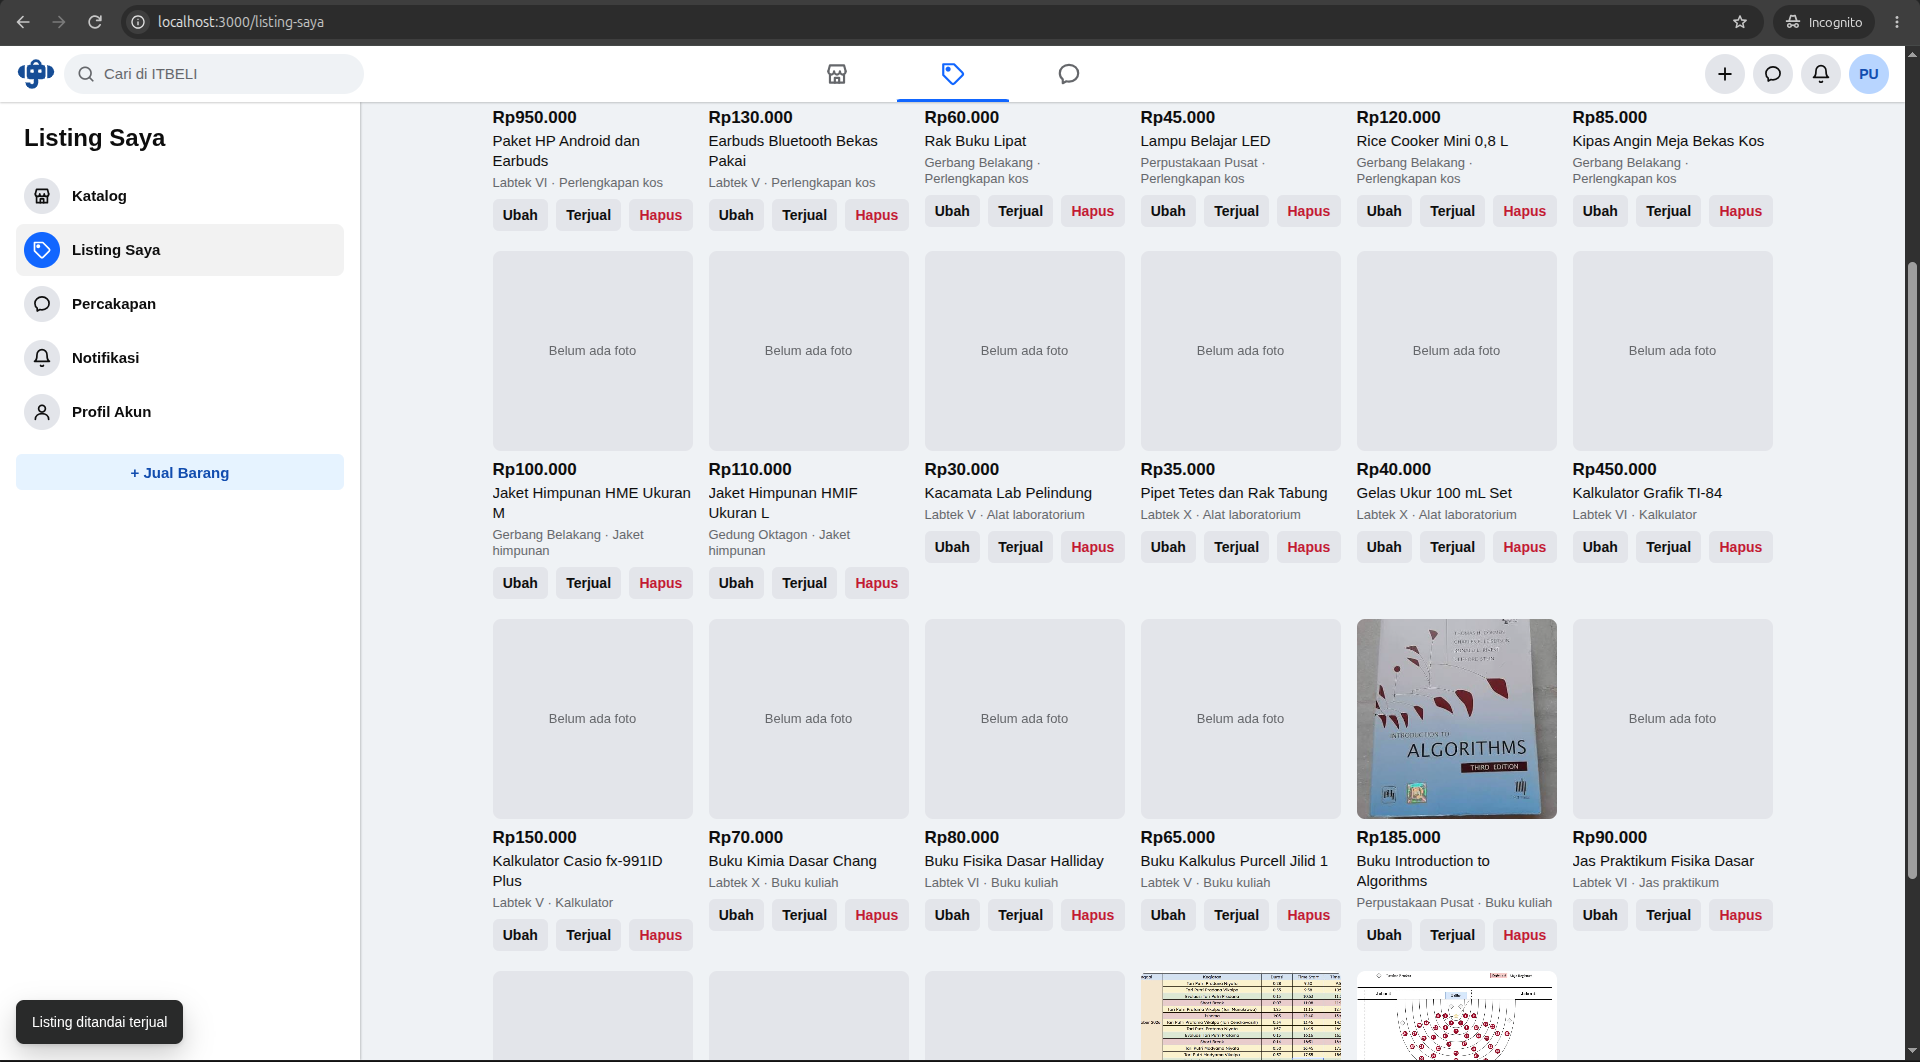 localhost:3000/listing-saya
Incognito
Cari di ITBELI
PU
Listing Saya
Katalog
Listing Saya
Percakapan
Notifikasi
Profil Akun
+ Jual Barang
Rp950.000
Paket HP Android dan
Earbuds
Labtek VI · Perlengkapan kos
Ubah Terjual Hapus
Rp130.000
Earbuds Bluetooth Bekas
Pakai
Labtek V · Perlengkapan kos
Ubah Terjual Hapus
Rp60.000
Rak Buku Lipat
Gerbang Belakang ·
Perlengkapan kos
Ubah Terjual Hapus
Rp45.000
Lampu Belajar LED
Perpustakaan Pusat ·
Perlengkapan kos
Ubah Terjual Hapus
Rp120.000
Rice Cooker Mini 0,8 L
Gerbang Belakang ·
Perlengkapan kos
Ubah Terjual Hapus
Rp85.000
Kipas Angin Meja Bekas Kos
Gerbang Belakang ·
Perlengkapan kos
Ubah Terjual Hapus
Belum ada foto
Rp100.000
Jaket Himpunan HME Ukuran
M
Gerbang Belakang · Jaket
himpunan
Ubah Terjual Hapus
Belum ada foto
Rp110.000
Jaket Himpunan HMIF
Ukuran L
Gedung Oktagon · Jaket
himpunan
Ubah Terjual Hapus
Belum ada foto
Rp30.000
Kacamata Lab Pelindung
Labtek V · Alat laboratorium
Ubah Terjual Hapus
Belum ada foto
Rp35.000
Pipet Tetes dan Rak Tabung
Labtek X · Alat laboratorium
Ubah Terjual Hapus
Belum ada foto
Rp40.000
Gelas Ukur 100 mL Set
Labtek X · Alat laboratorium
Ubah Terjual Hapus
Belum ada foto
Rp450.000
Kalkulator Grafik TI-84
Labtek VI · Kalkulator
Ubah Terjual Hapus
Belum ada foto
Rp150.000
Kalkulator Casio fx-991ID
Plus
Labtek V · Kalkulator
Ubah Terjual Hapus
Belum ada foto
Rp70.000
Buku Kimia Dasar Chang
Labtek X · Buku kuliah
Ubah Terjual Hapus
Belum ada foto
Rp80.000
Buku Fisika Dasar Halliday
Labtek VI · Buku kuliah
Ubah Terjual Hapus
Belum ada foto
Rp65.000
Buku Kalkulus Purcell Jilid 1
Labtek V · Buku kuliah
Ubah Terjual Hapus
INTRODUCTION TO
ALGORITHMS
THIRD EDITION
Rp185.000
Buku Introduction to
Algorithms
Perpustakaan Pusat · Buku kuliah
Ubah Terjual Hapus
Belum ada foto
Rp90.000
Jas Praktikum Fisika Dasar
Labtek VI · Jas praktikum
Ubah Terjual Hapus
Listing ditandai terjual